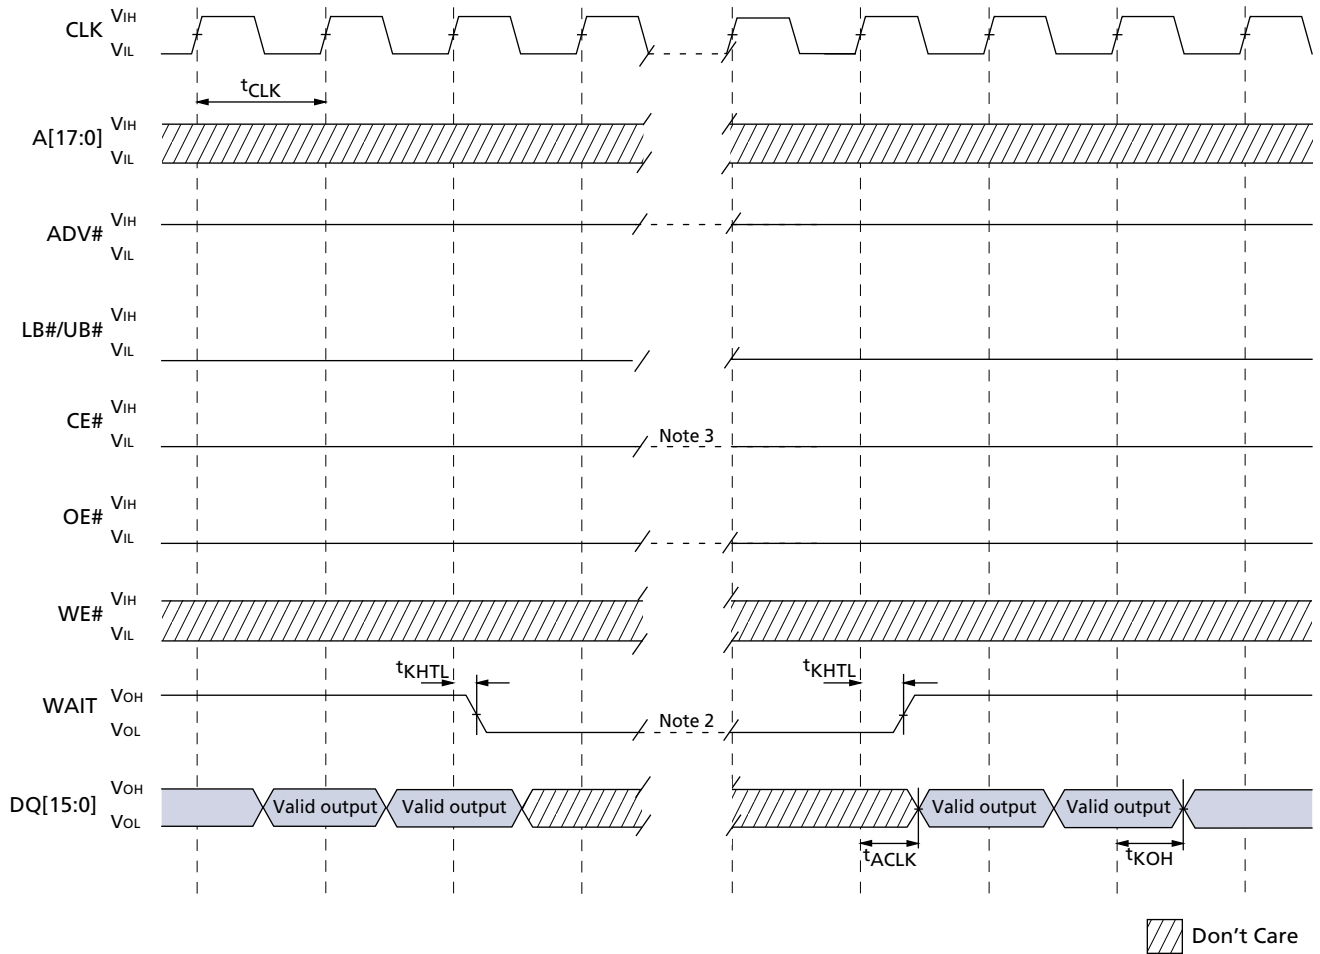 CLK VIH
VIL
tCLK
A[17:0] VIH
VIL
ADV# VIH
VIL
LB#/UB# VIH
VIL
CE# VIH
VIL
Note 3
OE# VIH
VIL
WE# VIH
VIL
tKHTL tKHTL
WAIT VOH
VOL
Note 2
DQ[15:0] VOH
VOL
Valid output Valid output Valid output Valid output
tACLK tKOH
Don't Care